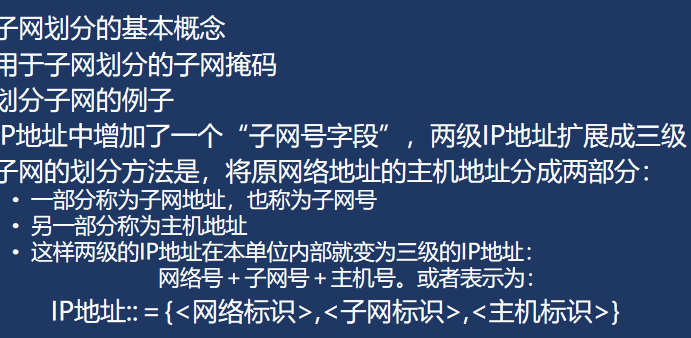 子网划分的基本概念
用于子网划分的子网掩码
划分子网的例子
IP地址中增加了一个“子网号字段”，两级IP地址扩展成三级
子网的划分方法是，将原网络地址的主机地址分成两部分：
• 一部分称为子网地址，也称为子网号
• 另一部分称为主机地址
• 这样两级的IP地址在本单位内部就变为三级的IP地址：
网络号 + 子网号 + 主机号。或者表示为：
IP地址:: = {<网络标识>,<子网标识>,<主机标识>}